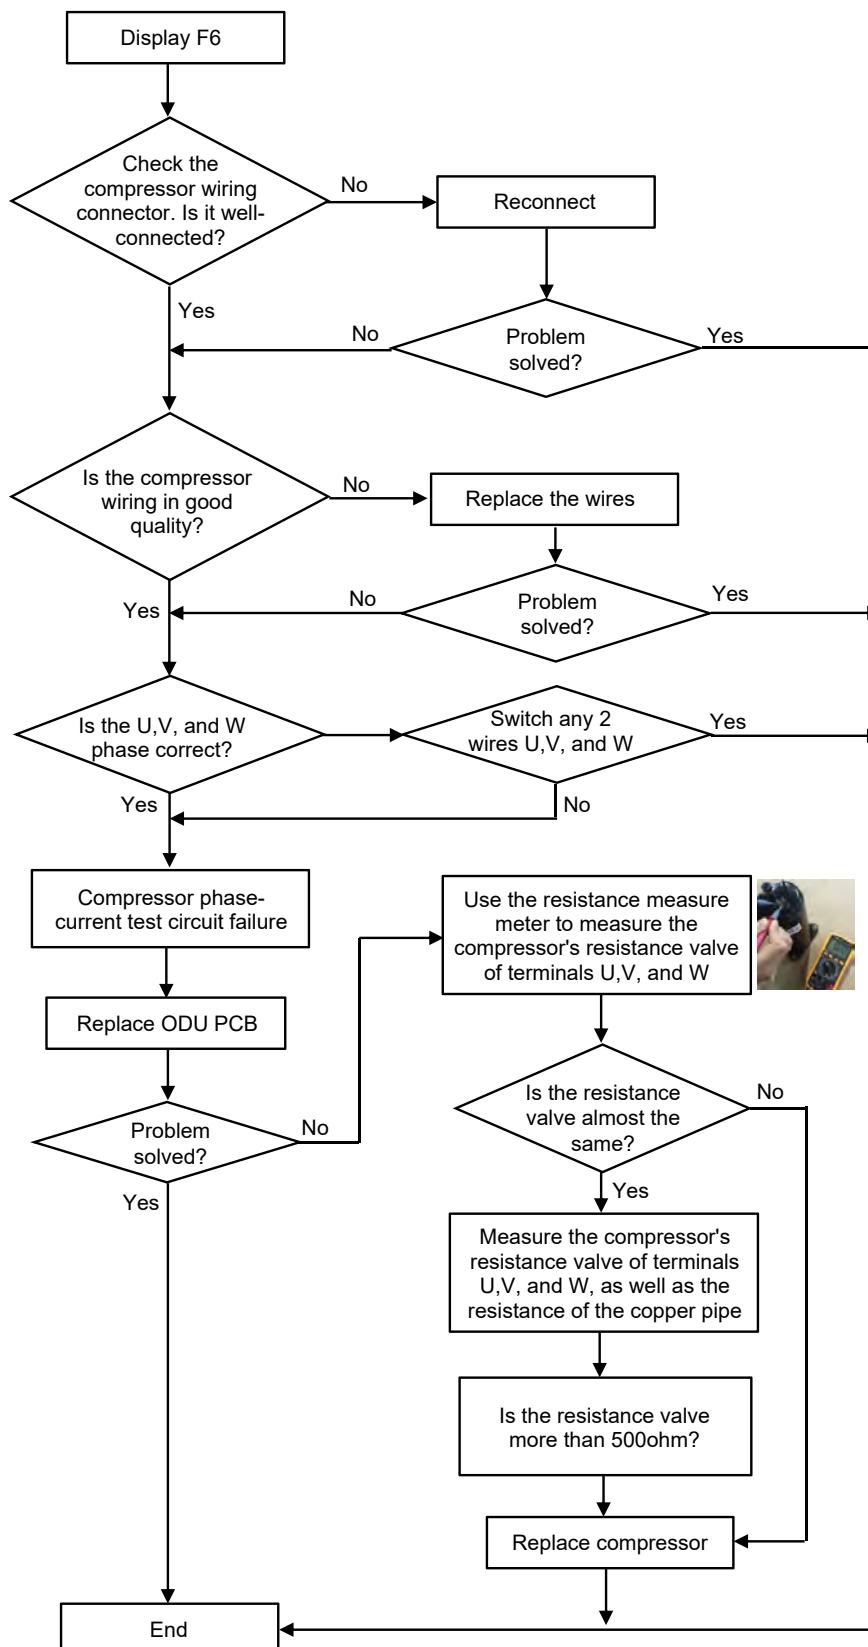 Display F6
Check the
compressor wiring
connector. Is it well-
connected?
No
Reconnect
Yes
No
Problem
solved?
Yes
Is the compressor
wiring in good
quality?
No
Replace the wires
Yes
No
Problem
solved?
Yes
Is the U,V, and W
phase correct?
Switch any 2
wires U,V, and W
Yes
Yes
No
Compressor phase-
current test circuit failure
Use the resistance measure
meter to measure the
compressor's resistance valve
of terminals U,V, and W
Replace ODU PCB
Problem
solved?
No
Is the resistance
valve almost the
same?
No
Yes
Yes
Measure the compressor's
resistance valve of terminals
U,V, and W, as well as the
resistance of the copper pipe
Is the resistance valve
more than 500ohm?
Replace compressor
End